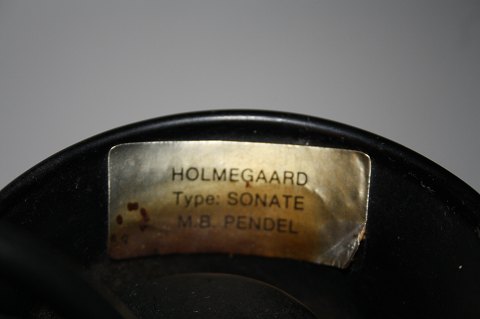 HOLMEGAARD
Type: SONATE
M.B. PENDEL